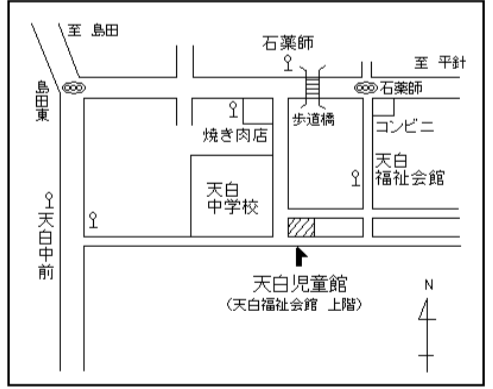 至 島田
石薬師
至 平針
島田東
石薬師
焼き肉店
歩道橋
コンビニ
天白
福祉会館
天白
中学校
天白中前
天白児童館
(天白福祉会館 上階)
N